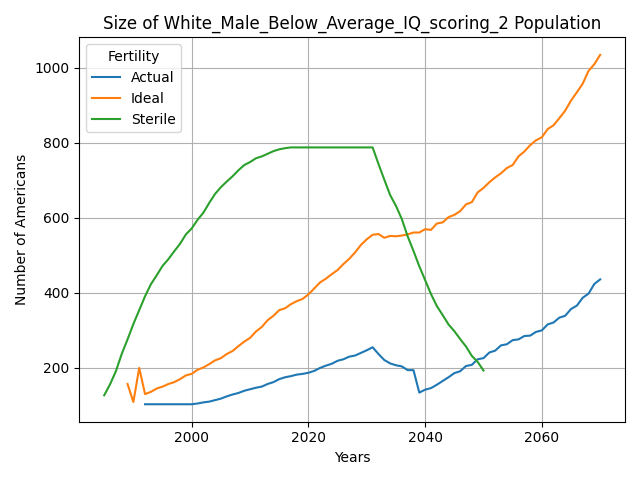 Size of White_Male_Below_Average_IQ_scoring_2 Population
Fertility
Actual
Ideal
Sterile
Number of Americans
1000
800
600
400
200
2000
2020
2040
2060
Years